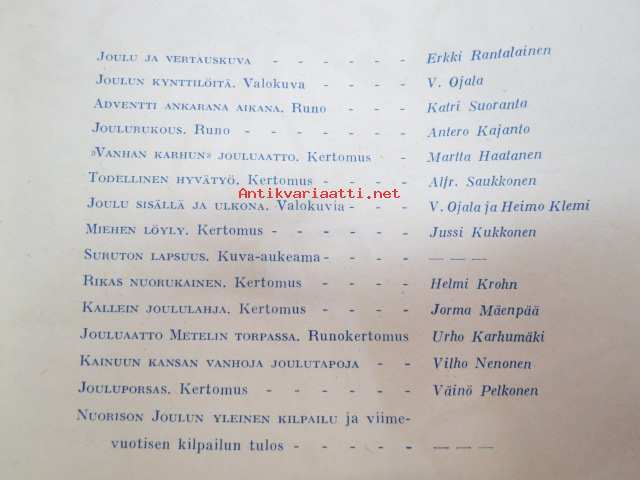 Joulu ja vertauskuva - - - - - - Erkki Rantalainen
Joulun kynttilöitä. Valokuva - - - - V. Ojala
Adventti ankarana aikana. Runo - - - Katri Suoranta
Joulurukous. Runo - - - - - - - Antero Kajanto
»Vanhan karhun» jouluaatto. Kertomus - Martta Haatanen
Todellinen hyvätyö. Kertomus - - - - Alfr. Saukkonen
Antikvariaatti.net
Joulu sisällä ja ulkona. Valokuvia - - - V. Ojala ja Heimo Klemi
Miehen löyly. Kertomus - - - - - - Jussi Kukkonen
Suruton lapsuus. Kuva-aukeama - - - - — — —
Rikas nuorukainen. Kertomus - - - - Helmi Krohn
Kallein joululahja. Kertomus - - - - Jorma Mäenpää
Jouluaatto Metelin torpassa. Runokertomus Urho Karhumäki
Kainuun kansan vanhoja joulutapoja - - Vilho Nenonen
Jouluporsas. Kertomus - - - - - - Väinö Pelkonen
Nuorison Joulun yleinen kilpailu ja viime-
vuotisen kilpailun tulos - - - - - — — —